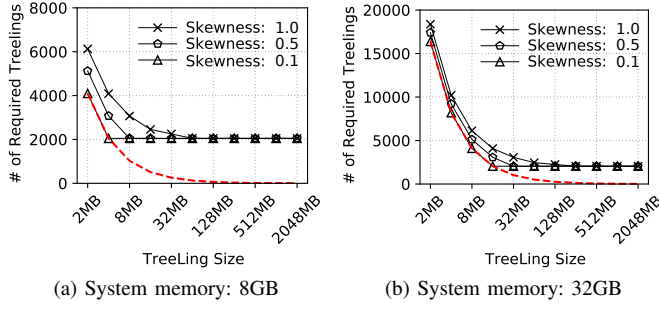 8000
6000
4000
2000
0
# of Required Treelings
Skewness: 1.0
Skewness: 0.5
Skewness: 0.1
2MB
8MB
32MB
128MB
512MB
2048MB
TreeLing Size
(a) System memory: 8GB
20000
15000
10000
5000
0
# of Required Treelings
Skewness: 1.0
Skewness: 0.5
Skewness: 0.1
2MB
8MB
32MB
128MB
512MB
2048MB
TreeLing Size
(b) System memory: 32GB